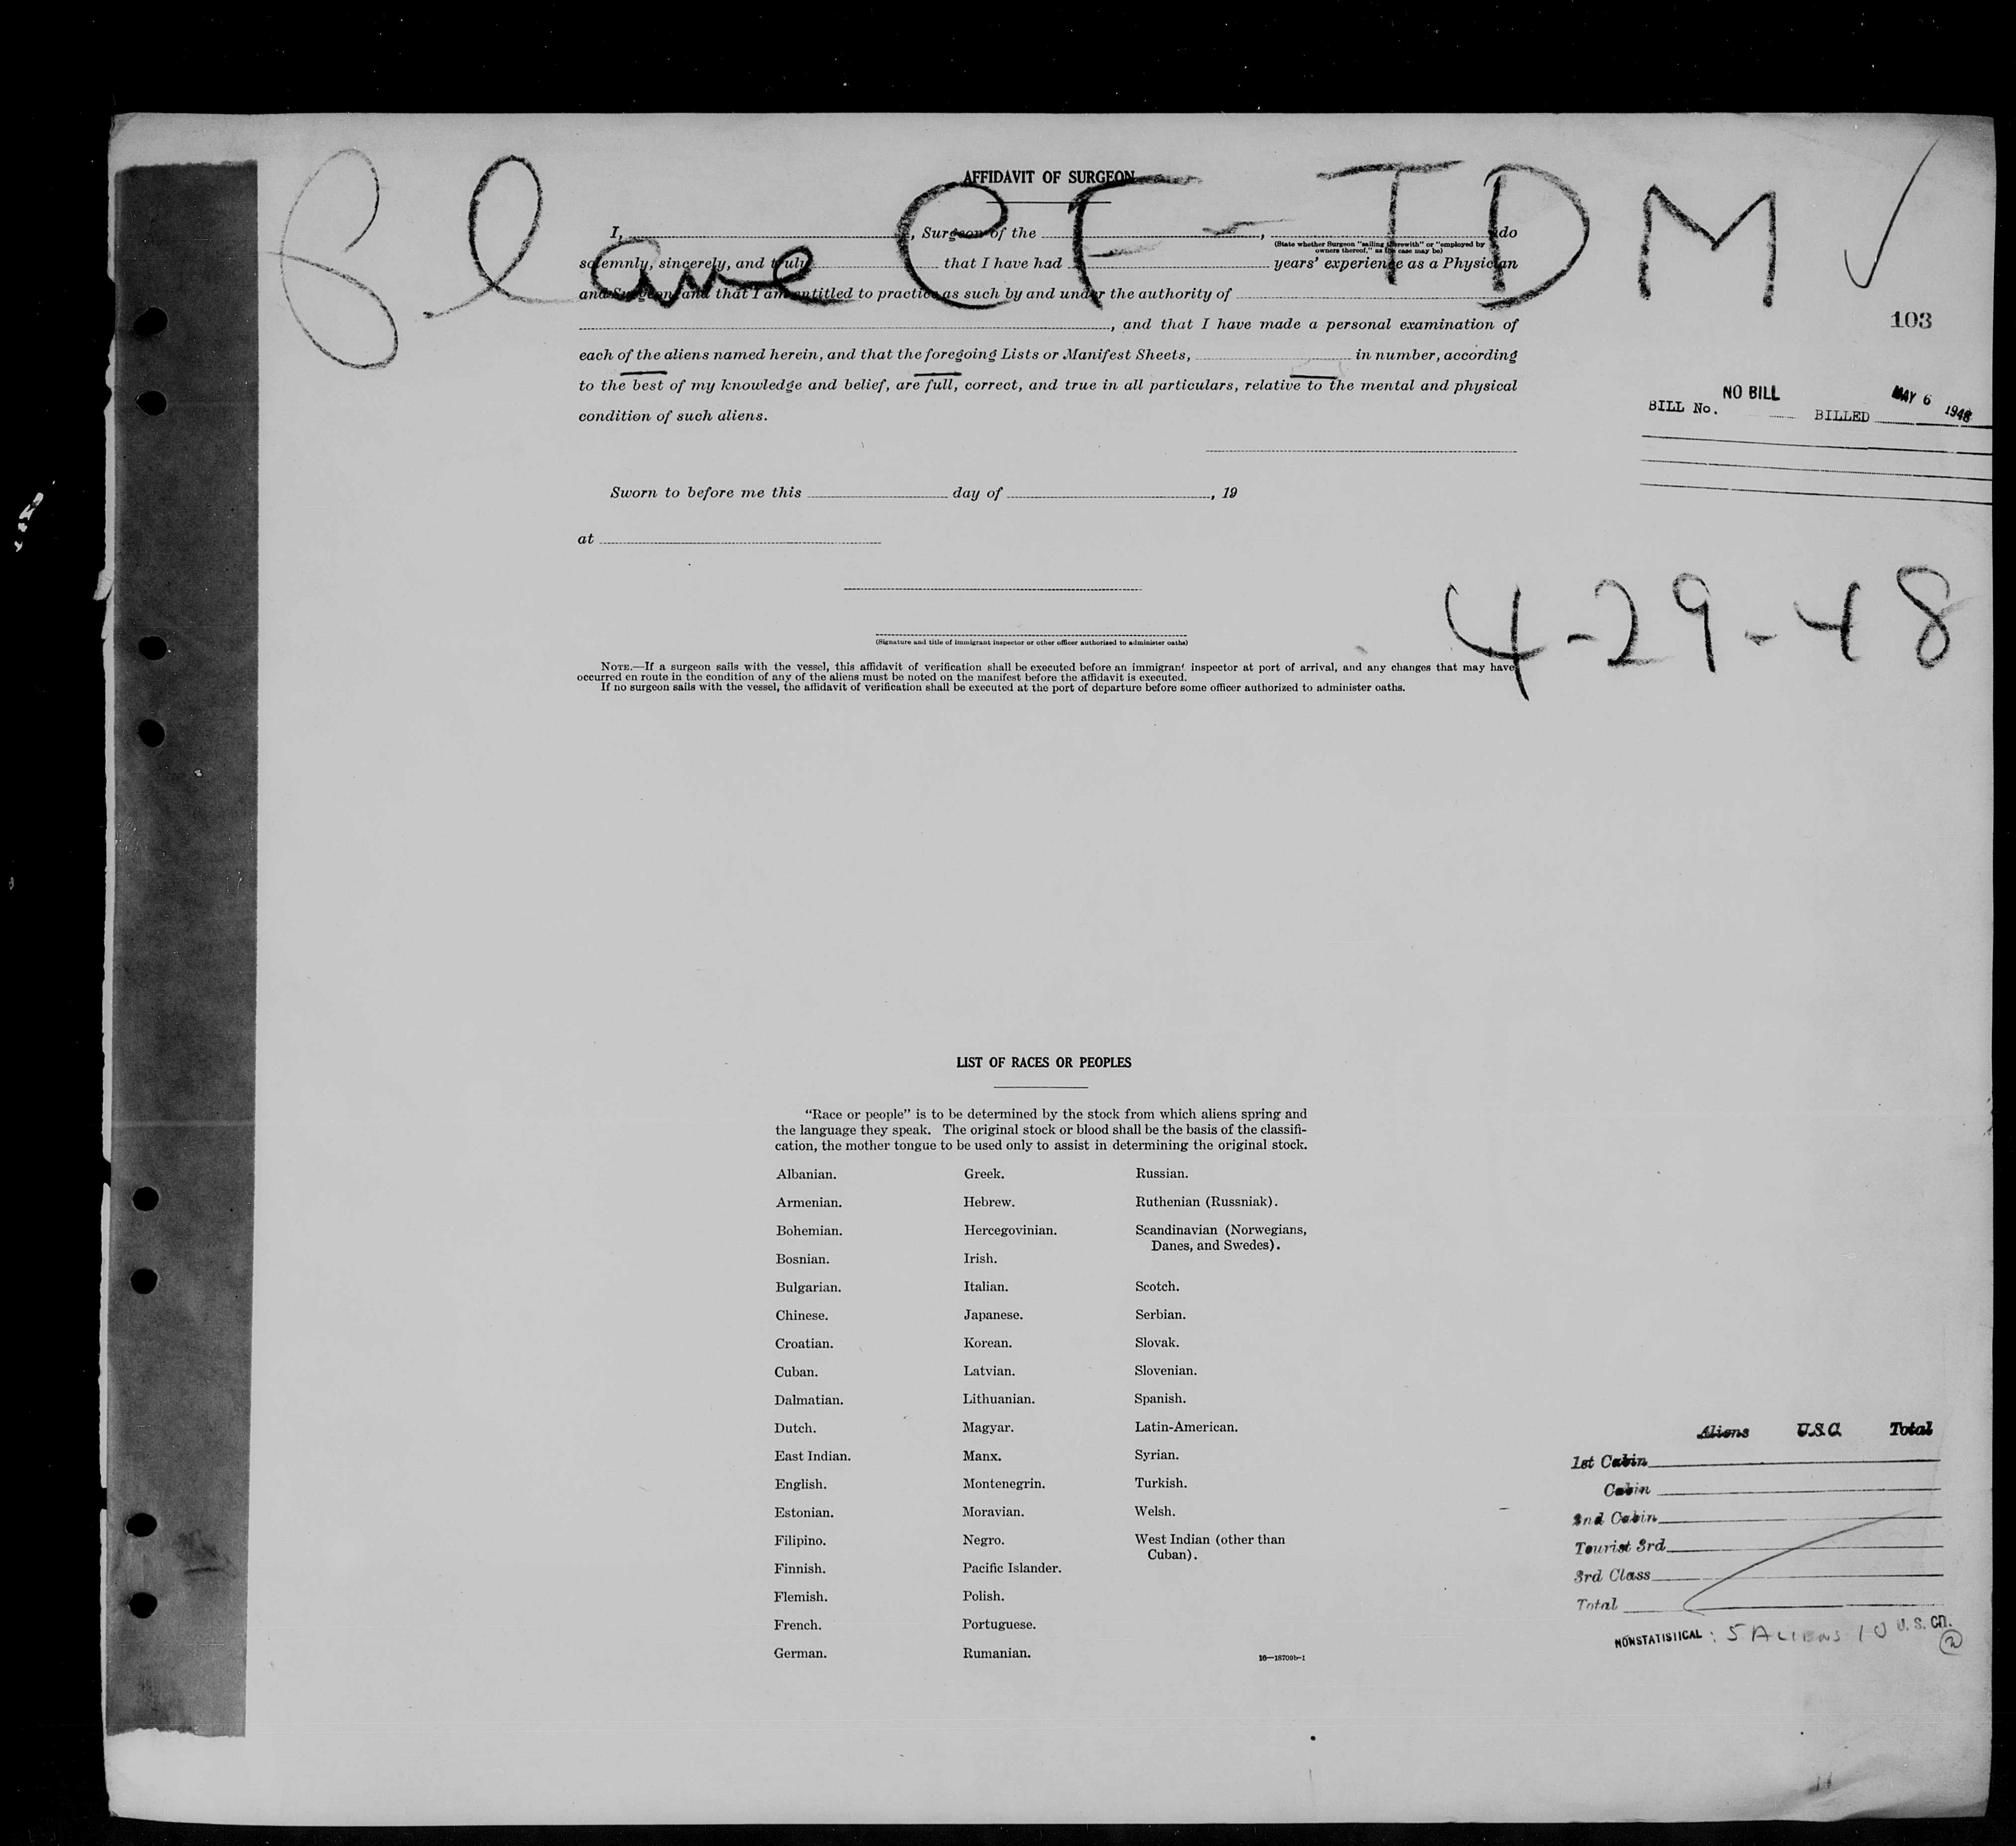 Plane CF-TDM ✓
AFFIDAVIT OF SURGEON
I, , Surgeon of the , do
(State whether Surgeon "sailing therewith" or "employed by
owners thereof," as the case may be)
solemnly, sincerely, and truly that I have had years' experience as a Physician
and Surgeon and that I am entitled to practice as such by and under the authority of
, and that I have made a personal examination of
each of the aliens named herein, and that the foregoing Lists or Manifest Sheets, in number, according
to the best of my knowledge and belief, are full, correct, and true in all particulars, relative to the mental and physical
condition of such aliens.
103
NO BILL
BILL No. BILLED MAY 6 1948
Sworn to before me this day of , 19
at
4-29-48
(Signature and title of immigrant inspector or other officer authorized to administer oaths)
NOTE.—If a surgeon sails with the vessel, this affidavit of verification shall be executed before an immigrant inspector at port of arrival, and any changes that may have
occurred en route in the condition of any of the aliens must be noted on the manifest before the affidavit is executed.
If no surgeon sails with the vessel, the affidavit of verification shall be executed at the port of departure before some officer authorized to administer oaths.
LIST OF RACES OR PEOPLES
"Race or people" is to be determined by the stock from which aliens spring and
the language they speak. The original stock or blood shall be the basis of the classifi-
cation, the mother tongue to be used only to assist in determining the original stock.
Albanian.
Armenian.
Bohemian.
Bosnian.
Bulgarian.
Chinese.
Croatian.
Cuban.
Dalmatian.
Dutch.
East Indian.
English.
Estonian.
Filipino.
Finnish.
Flemish.
French.
German.
Greek.
Hebrew.
Hercegovinian.
Irish.
Italian.
Japanese.
Korean.
Latvian.
Lithuanian.
Magyar.
Manx.
Montenegrin.
Moravian.
Negro.
Pacific Islander.
Polish.
Portuguese.
Rumanian.
Russian.
Ruthenian (Russniak).
Scandinavian (Norwegians,
Danes, and Swedes).
Scotch.
Serbian.
Slovak.
Slovenian.
Spanish.
Latin-American.
Syrian.
Turkish.
Welsh.
West Indian (other than
Cuban).
16—18709b-1
Aliens U.S.C. Total
1st Cabin
Cabin
2nd Cabin
Tourist 3rd
3rd Class
Total
NONSTATISTICAL: 5 ALIENS 10 U. S. Cn.
2